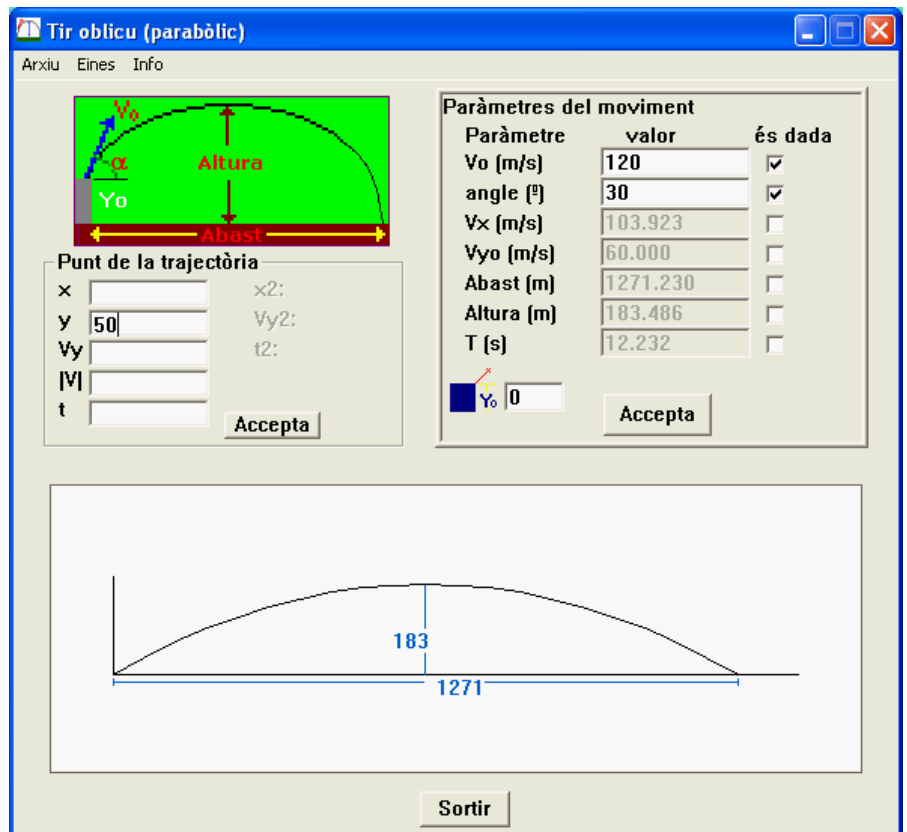 Tir oblicu (parabòlic)
Arxiu Eines Info
Vo
α
Altura
Yo
Abast
Punt de la trajectòria
x x2:
y 50 Vy2:
Vy t2:
|V|
t
Accepta
Paràmetres del moviment
Paràmetre valor és dada
Vo (m/s) 120
angle (º) 30
Vx (m/s) 103.923
Vyo (m/s) 60.000
Abast (m) 1271.230
Altura (m) 183.486
T (s) 12.232
Yo 0
Accepta
183
1271
Sortir